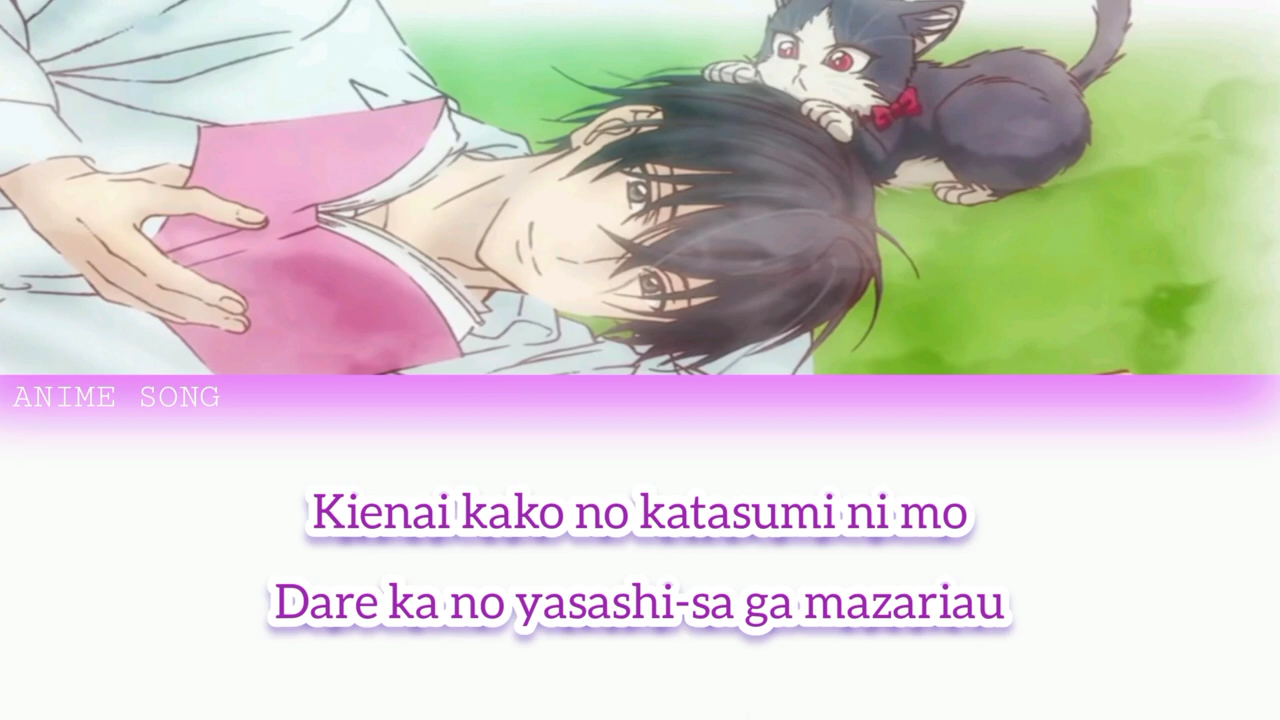 ANIME SONG
Kienai kako no katasumi ni mo
Dare ka no yasashi-sa ga mazariau